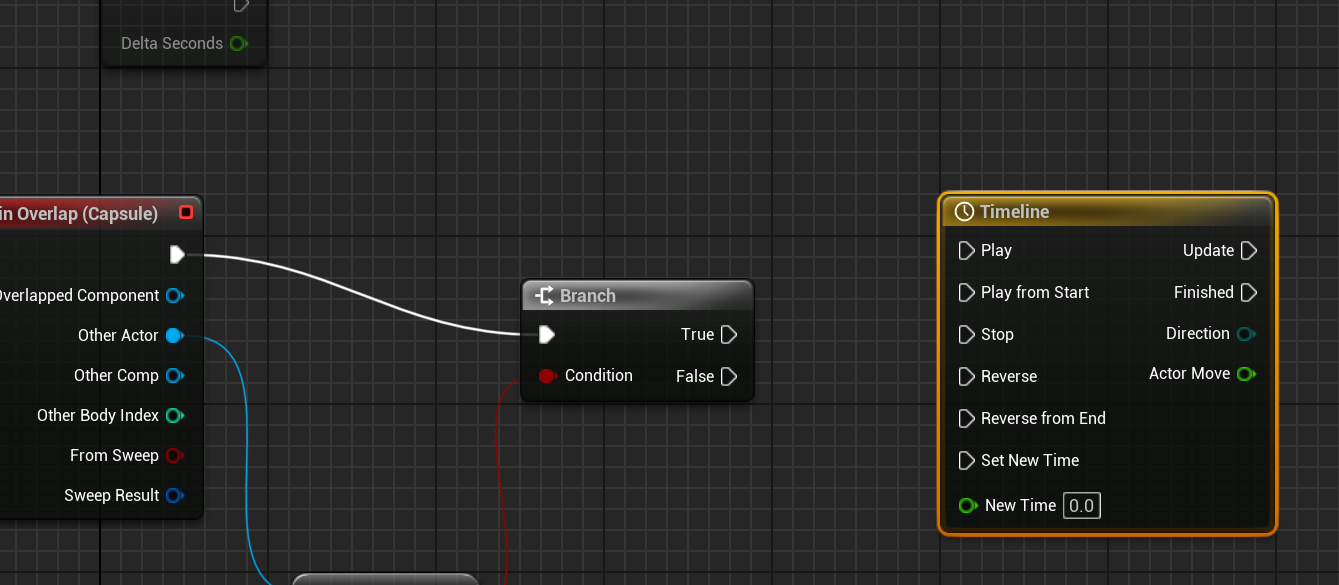 Delta Seconds
in Overlap (Capsule)
Overlapped Component
Other Actor
Other Comp
Other Body Index
From Sweep
Sweep Result
Branch
True
Condition
False
Timeline
Play
Update
Play from Start
Finished
Stop
Direction
Reverse
Actor Move
Reverse from End
Set New Time
New Time 0.0